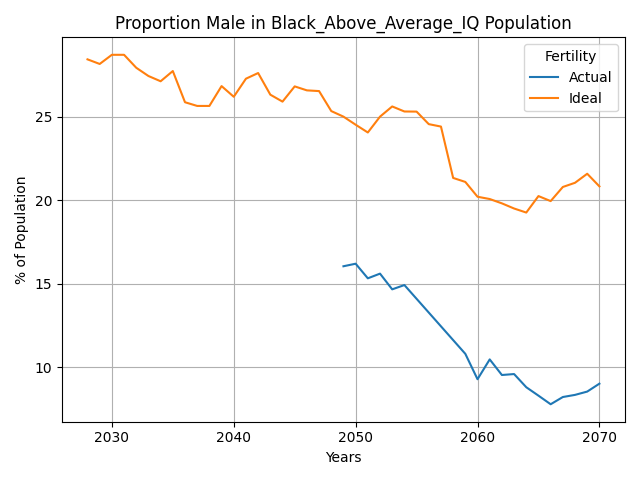 Proportion Male in Black_Above_Average_IQ Population
Fertility
Actual
Ideal
% of Population
25
20
15
10
2030
2040
2050
2060
2070
Years